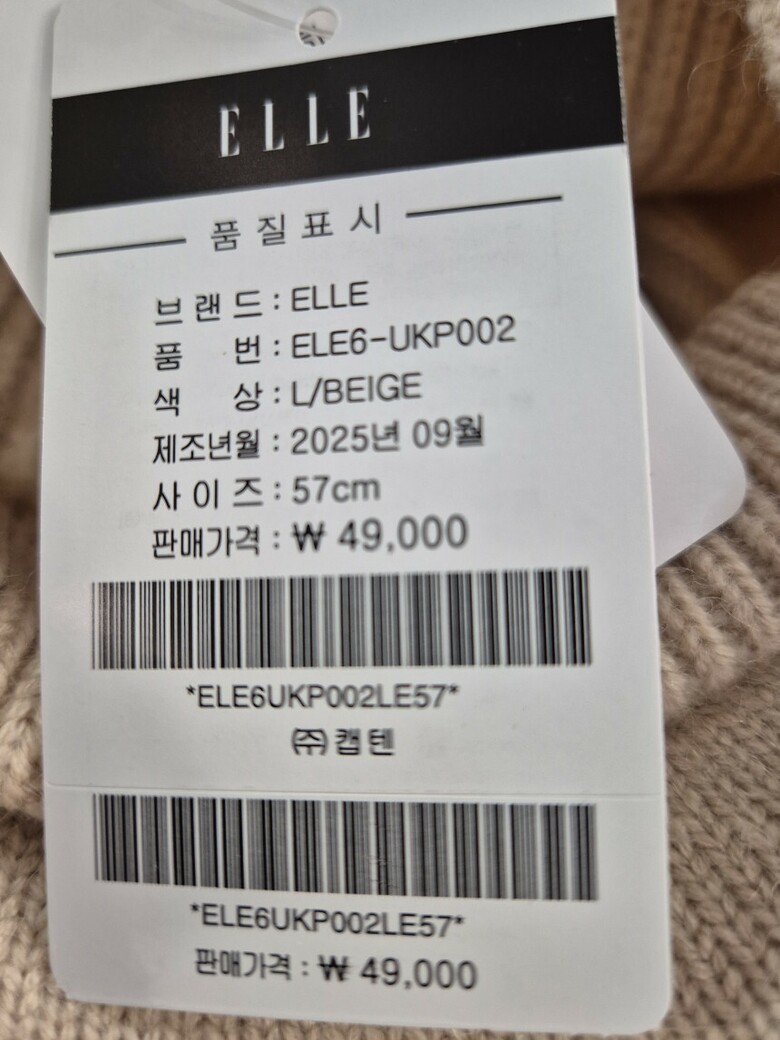 ELLE
품질표시
브랜드 : ELLE
품 번 : ELE6-UKP002
색 상 : L/BEIGE
제조년월 : 2025년 09월
사이즈 : 57cm
판매가격 : ₩ 49,000
*ELE6UKP002LE57*
㈜캡텐
*ELE6UKP002LE57*
판매가격 : ₩ 49,000